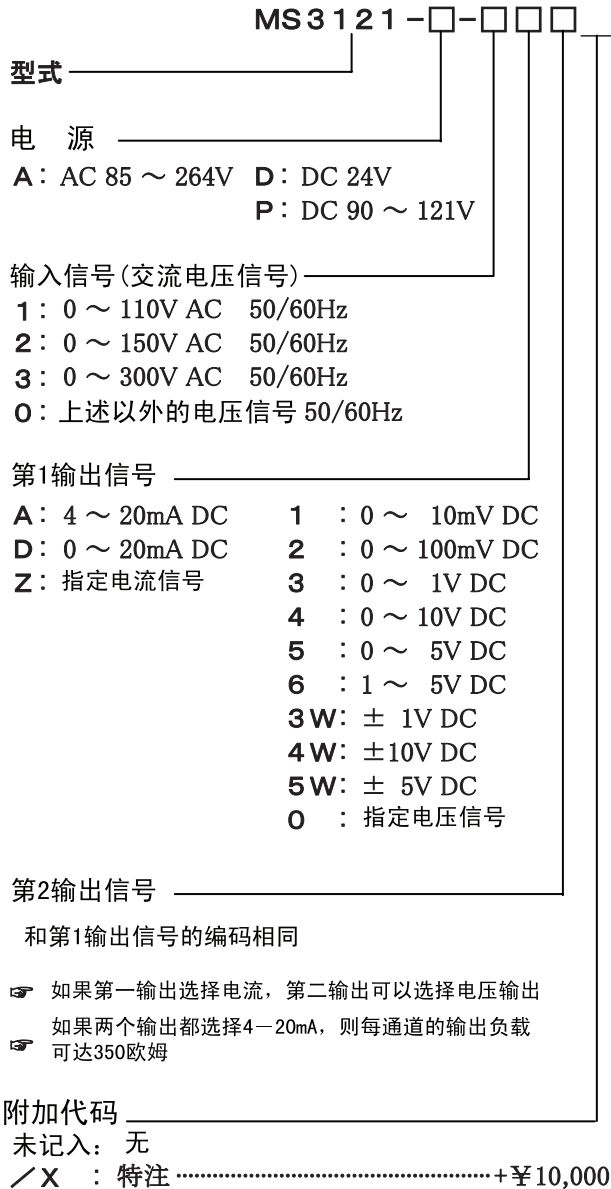 MS3121-□-□□□
型式
电 源
A: AC 85 ～ 264V D: DC 24V
P: DC 90 ～ 121V
输入信号(交流电压信号)
1: 0 ～ 110V AC 50/60Hz
2: 0 ～ 150V AC 50/60Hz
3: 0 ～ 300V AC 50/60Hz
0: 上述以外的电压信号 50/60Hz
第1输出信号
A: 4 ～ 20mA DC 1 : 0 ～ 10mV DC
D: 0 ～ 20mA DC 2 : 0 ～ 100mV DC
Z: 指定电流信号 3 : 0 ～ 1V DC
4 : 0 ～ 10V DC
5 : 0 ～ 5V DC
6 : 1 ～ 5V DC
3W: ± 1V DC
4W: ±10V DC
5W: ± 5V DC
0 : 指定电压信号
第2输出信号
和第1输出信号的编码相同
☞ 如果第一输出选择电流，第二输出可以选择电压输出
☞ 如果两个输出都选择4－20mA，则每通道的输出负载
可达350欧姆
附加代码
未记入: 无
／X : 特注 ················································+¥10,000